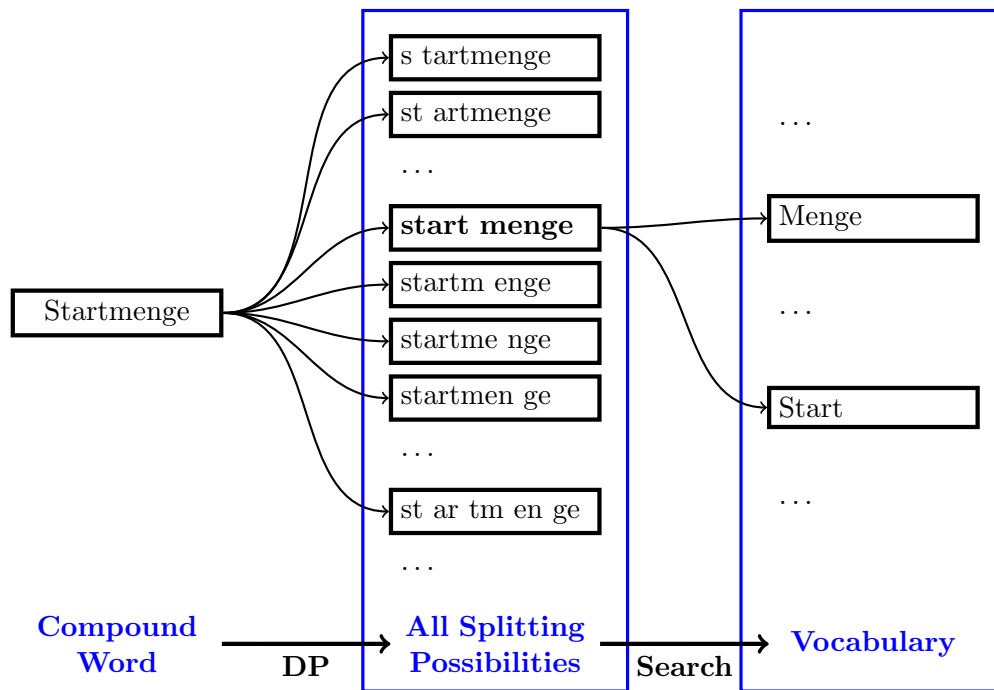 Startmenge
s tartmenge
st artmenge
...
start menge
startm enge
startme nge
startmen ge
...
st ar tm en ge
...
...
Menge
...
Start
...
Compound
Word
DP
All Splitting
Possibilities
Search
Vocabulary